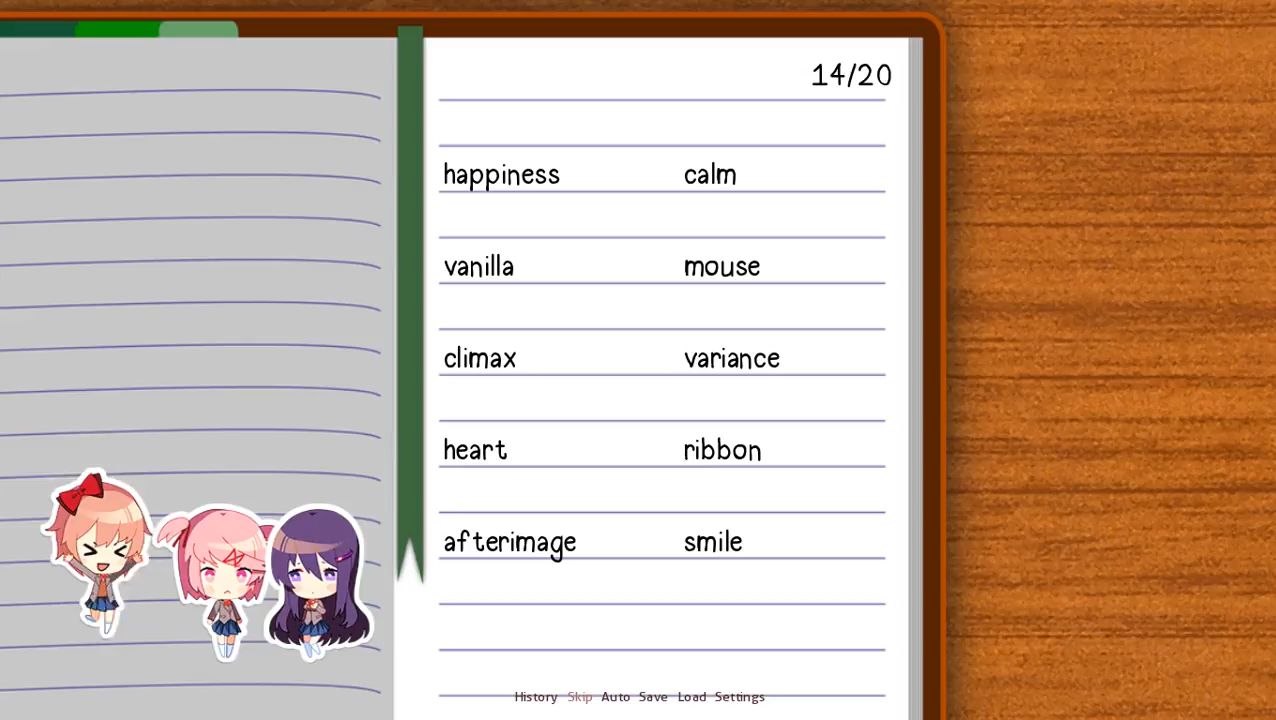 14/20
happiness calm
vanilla mouse
climax variance
heart ribbon
afterimage smile
History Skip Auto Save Load Settings